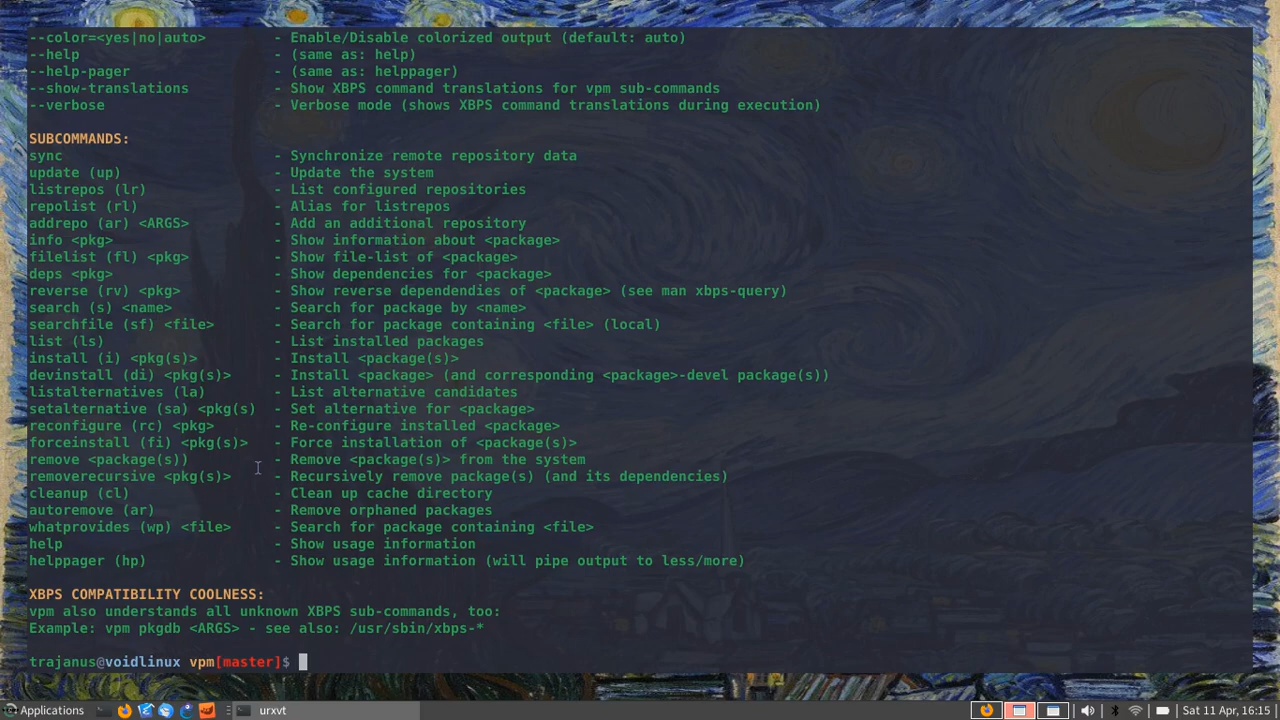 --color=<yes|no|auto> - Enable/Disable colorized output (default: auto)
--help - (same as: help)
--help-pager - (same as: helppager)
--show-translations - Show XBPS command translations for vpm sub-commands
--verbose - Verbose mode (shows XBPS command translations during execution)
SUBCOMMANDS:
sync - Synchronize remote repository data
update (up) - Update the system
listrepos (lr) - List configured repositories
repolist (rl) - Alias for listrepos
addrepo (ar) <ARGS> - Add an additional repository
info <pkg> - Show information about <package>
filelist (fl) <pkg> - Show file-list of <package>
deps <pkg> - Show dependencies for <package>
reverse (rv) <pkg> - Show reverse dependendies of <package> (see man xbps-query)
search (s) <name> - Search for package by <name>
searchfile (sf) <file> - Search for package containing <file> (local)
list (ls) - List installed packages
install (i) <pkg(s)> - Install <package(s)>
devinstall (di) <pkg(s)> - Install <package> (and corresponding <package>-devel package(s))
listalternatives (la) - List alternative candidates
setalternative (sa) <pkg(s) - Set alternative for <package>
reconfigure (rc) <pkg> - Re-configure installed <package>
forceinstall (fi) <pkg(s)> - Force installation of <package(s)>
remove <package(s)) - Remove <package(s)> from the system
removerecursive <pkg(s)> - Recursively remove package(s) (and its dependencies)
cleanup (cl) - Clean up cache directory
autoremove (ar) - Remove orphaned packages
whatprovides (wp) <file> - Search for package containing <file>
help - Show usage information
helppager (hp) - Show usage information (will pipe output to less/more)
XBPS COMPATIBILITY COOLNESS:
vpm also understands all unknown XBPS sub-commands, too:
Example: vpm pkgdb <ARGS> - see also: /usr/sbin/xbps-*
trajanus@voidlinux vpm[master]$
Applications urxvt Sat 11 Apr, 16:15